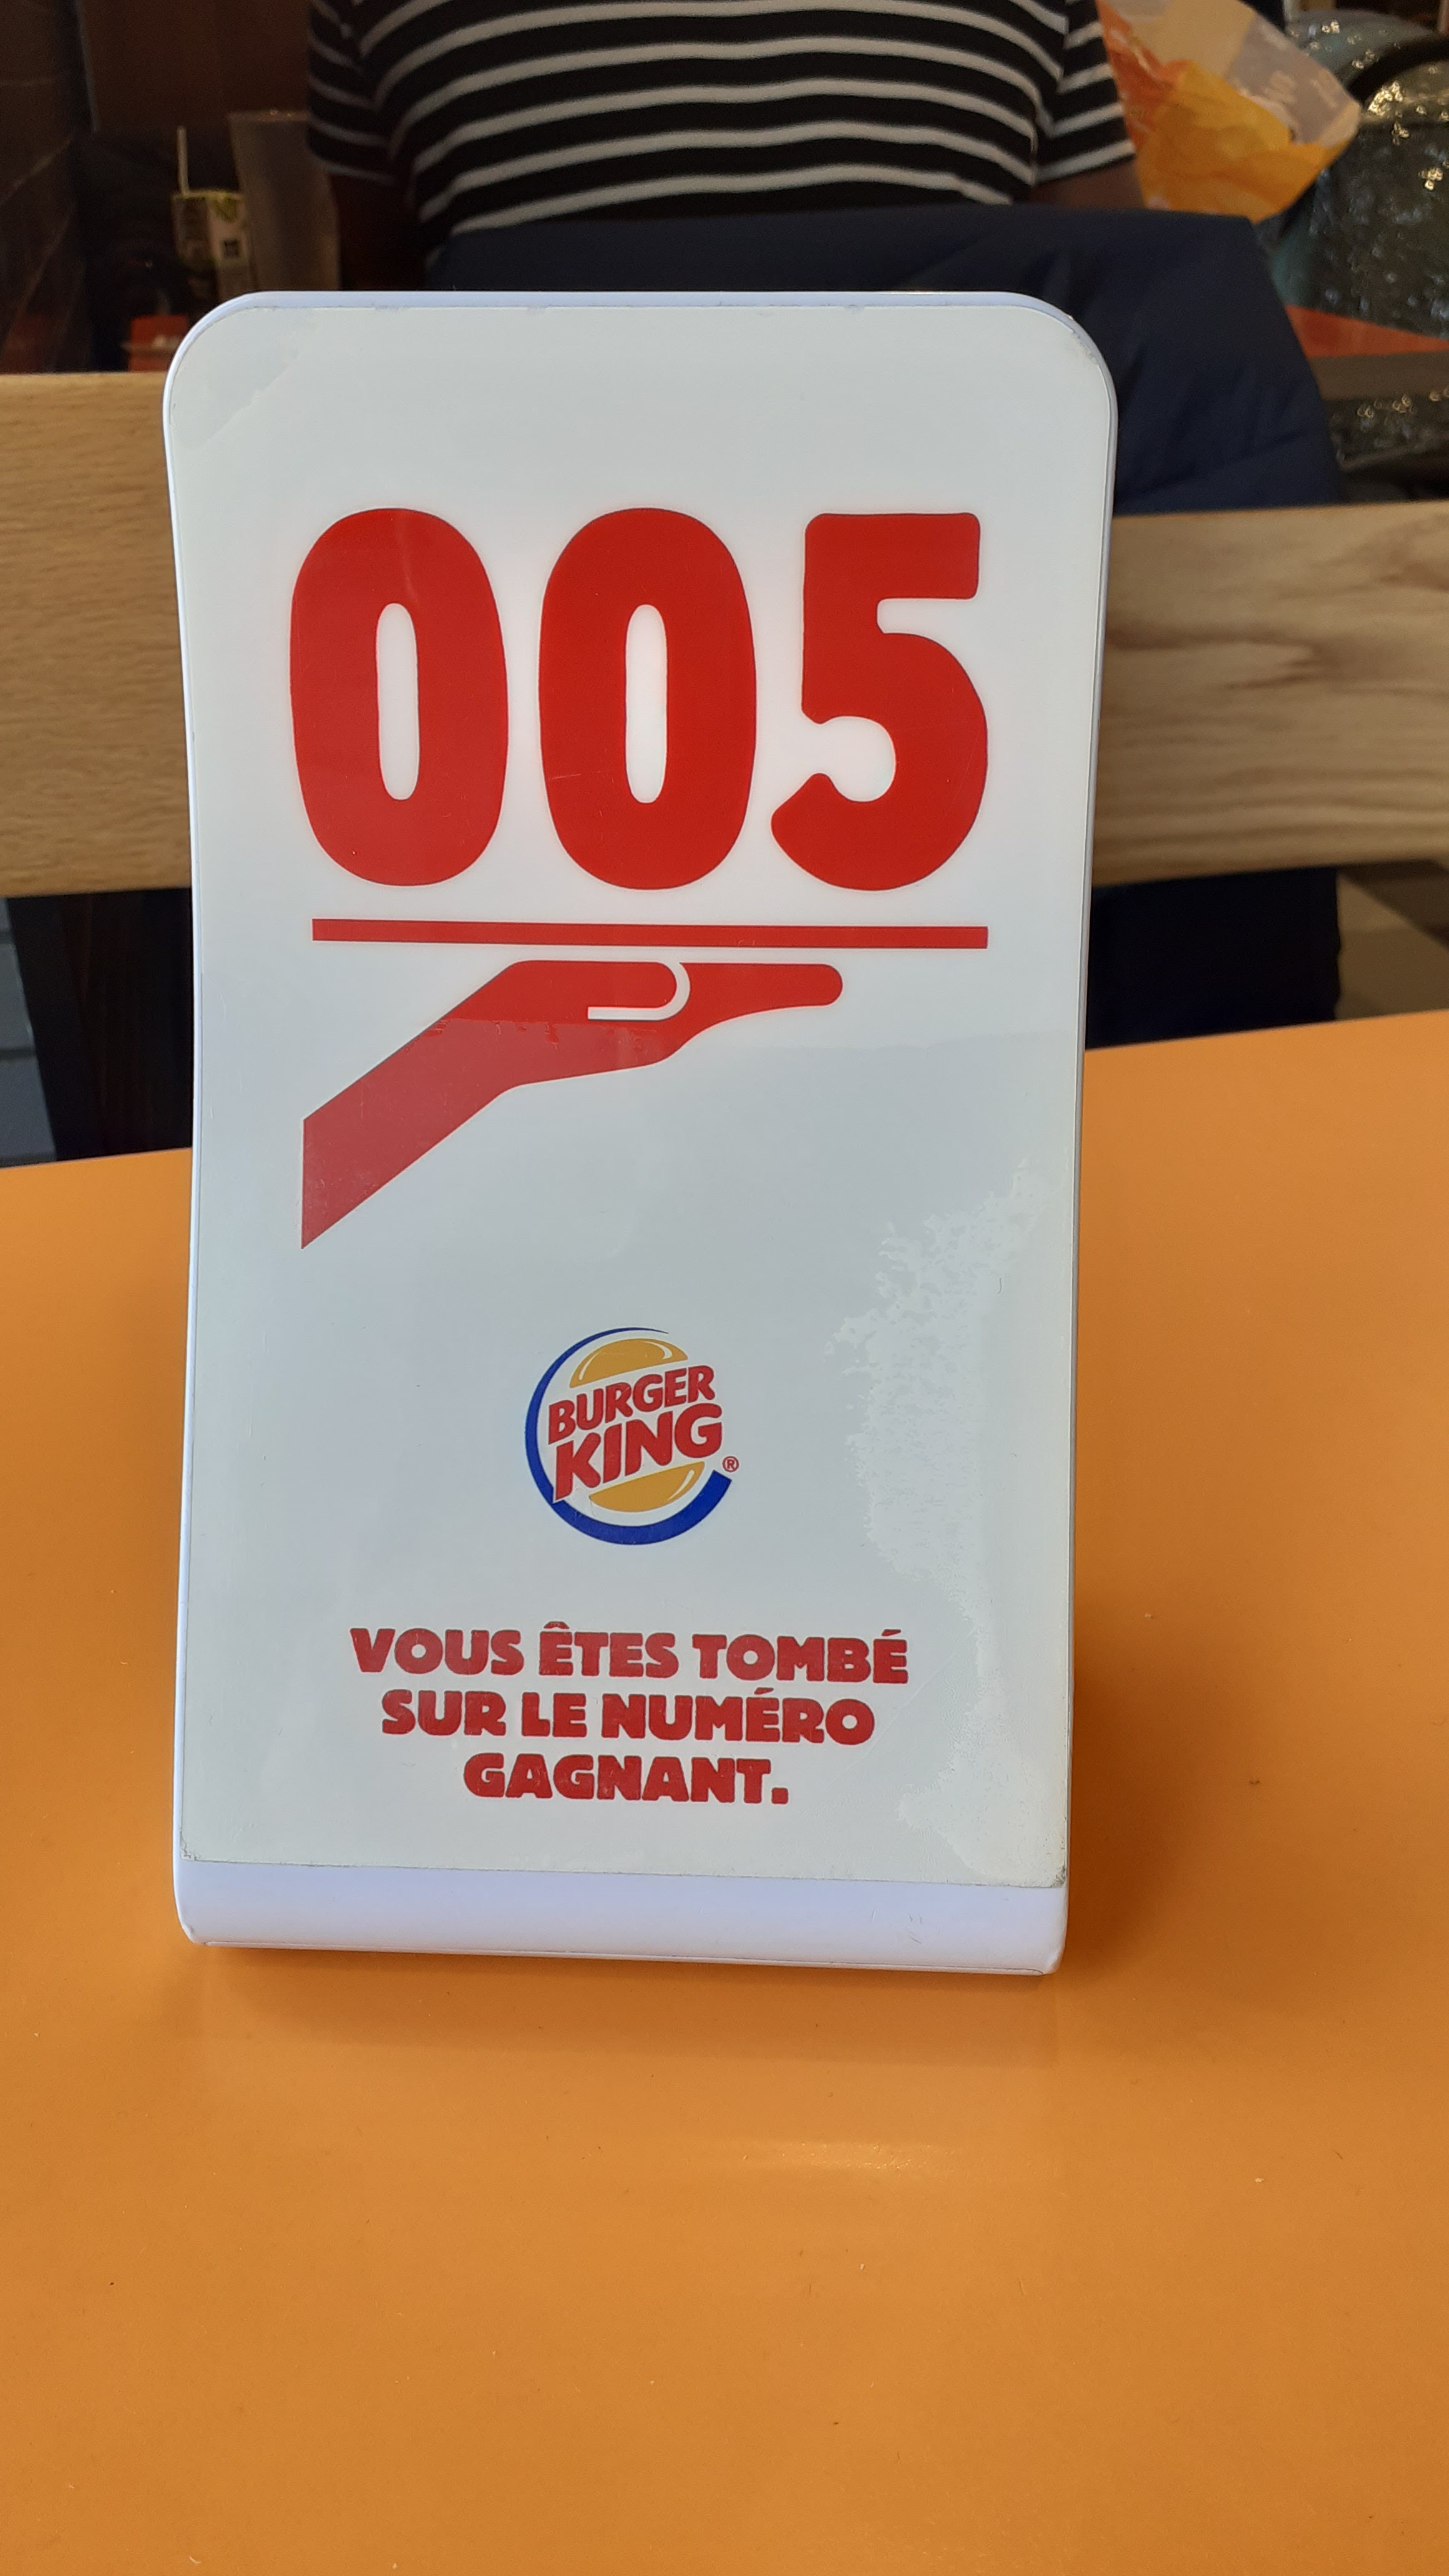 005
BURGER
KING®
VOUS ÊTES TOMBÉ
SUR LE NUMÉRO
GAGNANT.